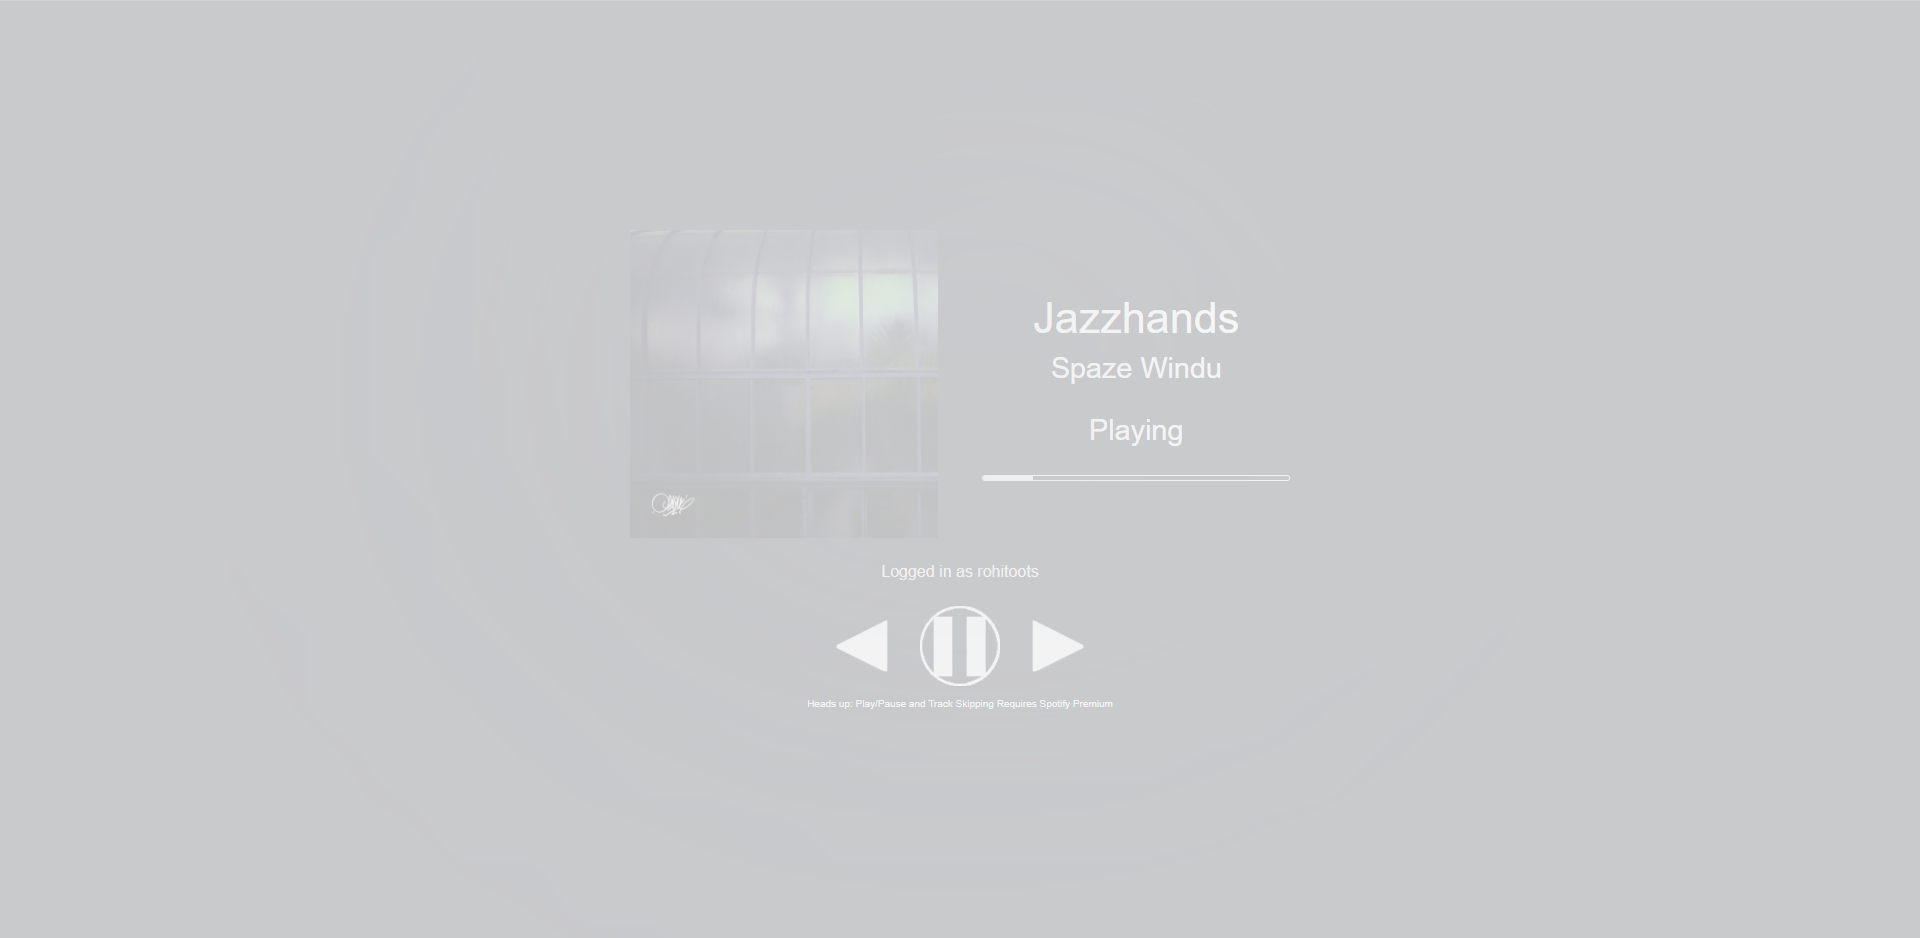 Jazzhands
Spaze Windu
Playing
Logged in as rohitoots
Heads up: Play/Pause and Track Skipping Requires Spotify Premium